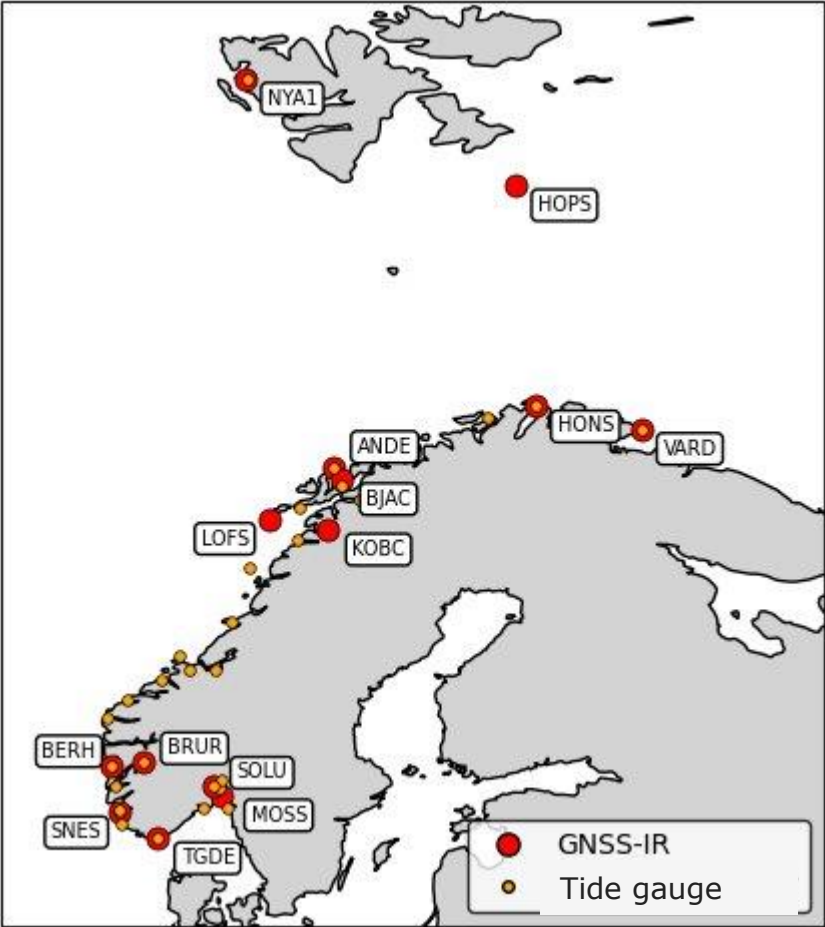 NYA1
HOPS
HONS
ANDE
VARD
BJAC
LOFS
KOBC
BERH
BRUR
SOLU
MOSS
SNES
TGDE
GNSS-IR
Tide gauge